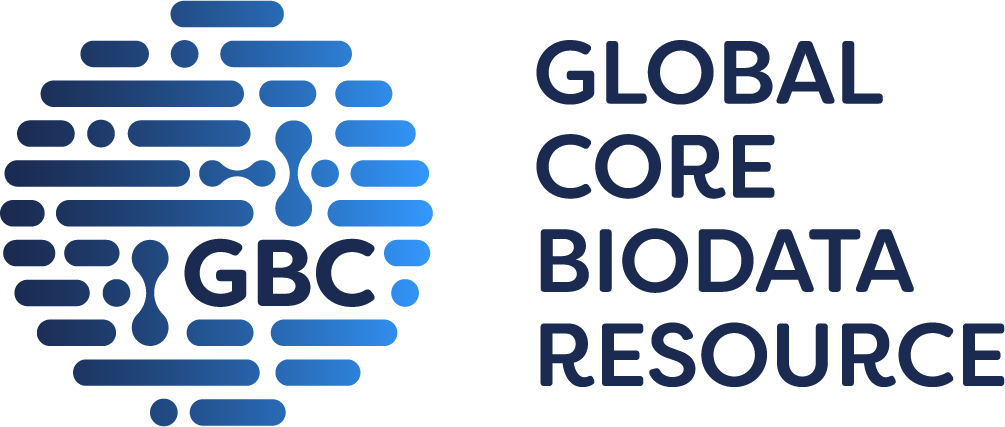 GBC
GLOBAL
CORE
BIODATA
RESOURCE